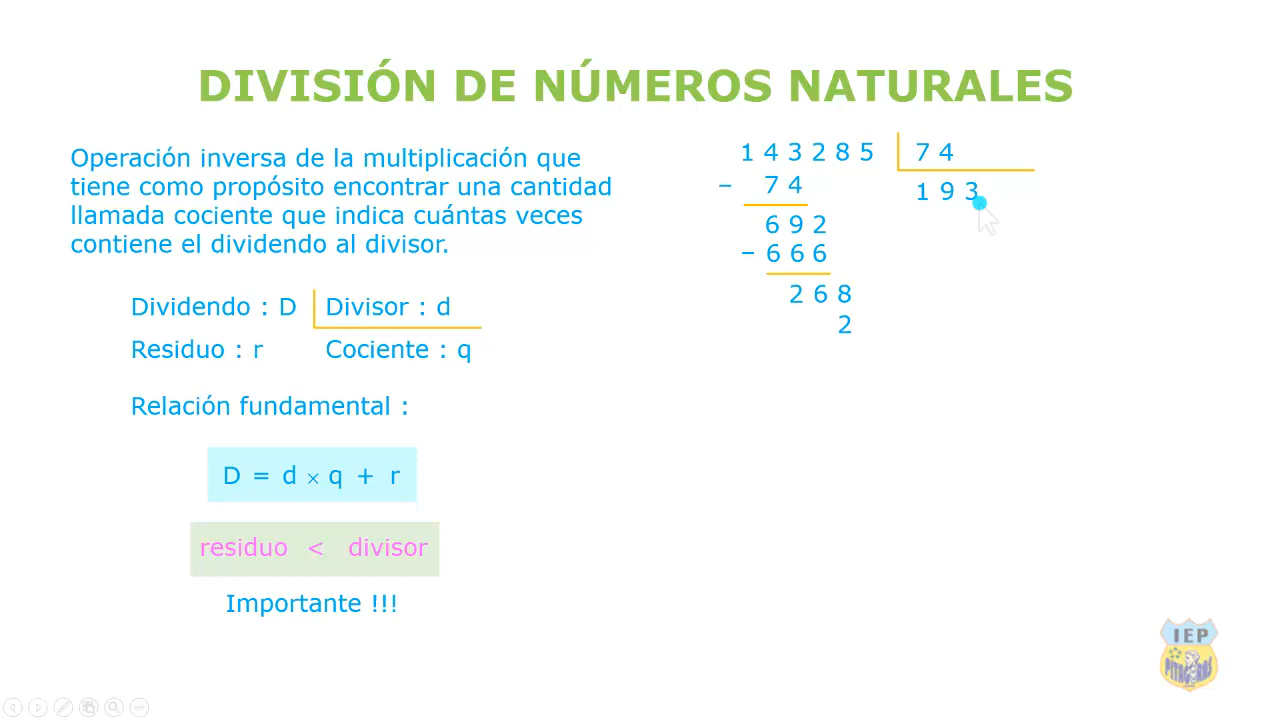 DIVISIÓN DE NÚMEROS NATURALES
Operación inversa de la multiplicación que
tiene como propósito encontrar una cantidad
llamada cociente que indica cuántas veces
contiene el dividendo al divisor.
Dividendo : D Divisor : d
Residuo : r Cociente : q
Relación fundamental :
D = d × q + r
residuo < divisor
Importante !!!
1 4 3 2 8 5 7 4
– 7 4 1 9 3
6 9 2
– 6 6 6
2 6 8
2
IEP
PITAGORAS